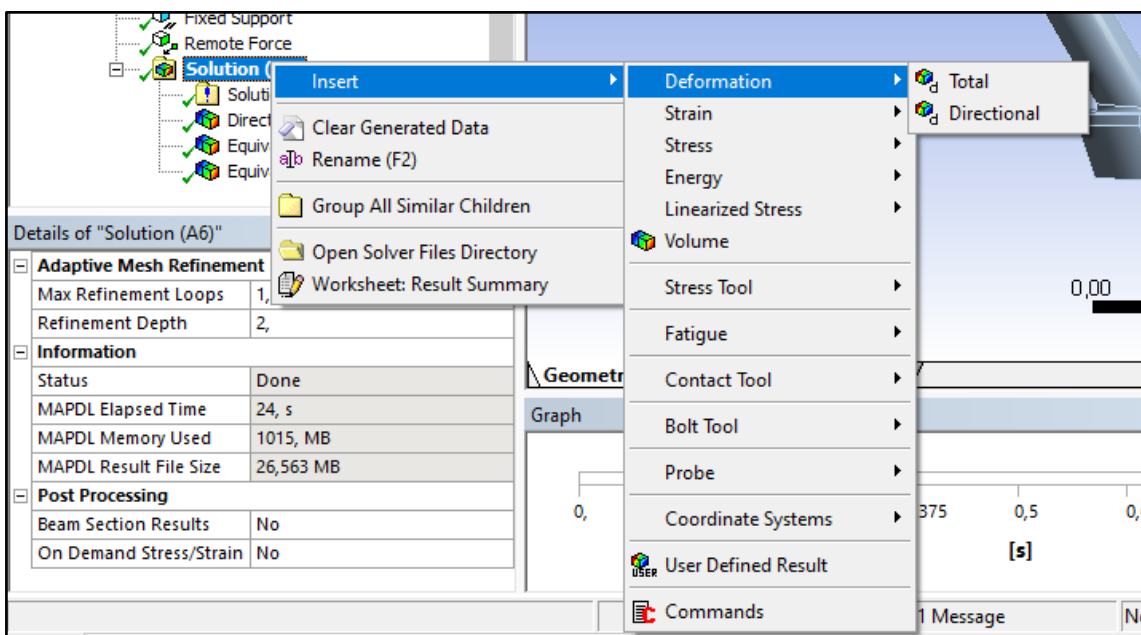 Fixed Support
Remote Force
Solution (
Soluti
Direct
Equiv
Equiv
Insert
Clear Generated Data
Rename (F2)
Group All Similar Children
Open Solver Files Directory
Worksheet: Result Summary
Deformation
Strain
Stress
Energy
Linearized Stress
Volume
Stress Tool
Fatigue
Contact Tool
Bolt Tool
Probe
Coordinate Systems
User Defined Result
Commands
Total
Directional
0,00
Details of "Solution (A6)"
Adaptive Mesh Refinement
Max Refinement Loops 1,
Refinement Depth 2,
Information
Status Done
MAPDL Elapsed Time 24, s
MAPDL Memory Used 1015, MB
MAPDL Result File Size 26,563 MB
Post Processing
Beam Section Results No
On Demand Stress/Strain No
Geometr
Graph
0, 375 0,5 0,
[s]
1 Message